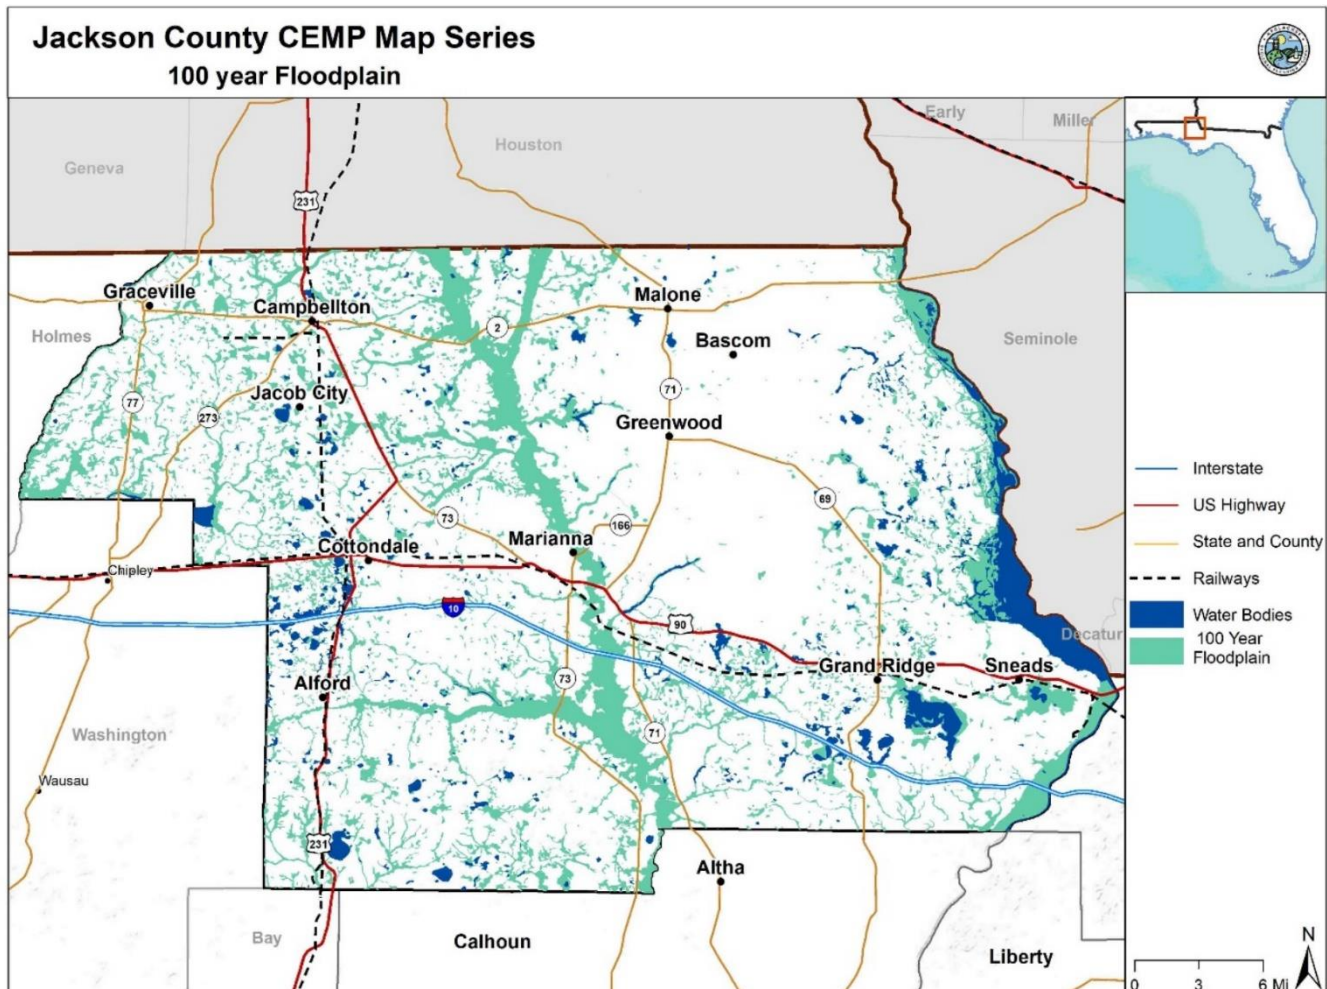 Jackson County CEMP Map Series
100 year Floodplain
Early
Miller
Houston
Geneva
231
Graceville
Campbellton
Malone
Holmes
2
Bascom
Seminole
Jacob City
77
273
71
Greenwood
69
73
166
Marianna
Cottondale
Chipley
10
90
Decatur
Grand Ridge
Sneads
Alford
73
71
Washington
Wausau
231
Altha
Bay
Calhoun
Liberty
Interstate
US Highway
State and County
Railways
Water Bodies
100 Year
Floodplain
N
0 3 6 Mi